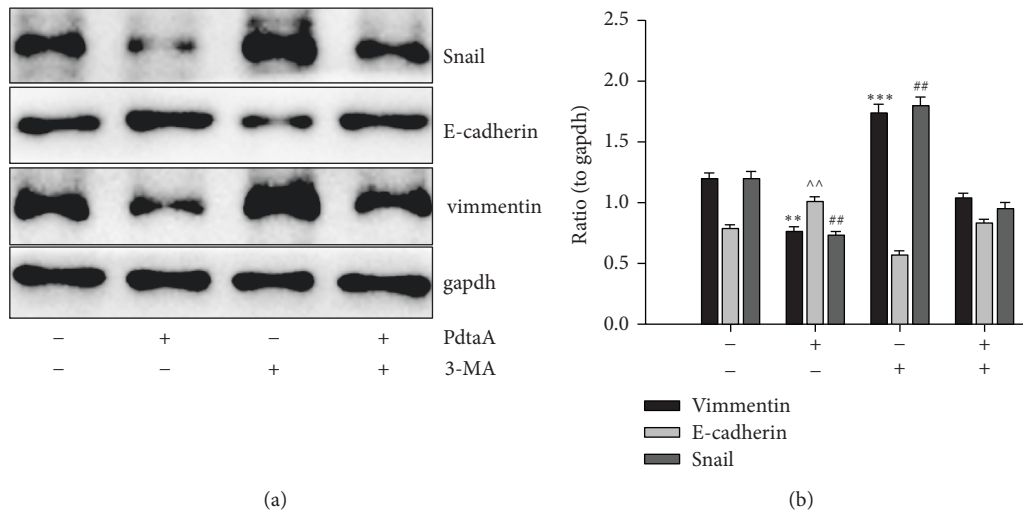 Snail
E-cadherin
vimmentin
gapdh
– + – + PdtaA
– – + + 3-MA
(a)
2.5
2.0
1.5
1.0
0.5
0.0
Ratio (to gapdh)
** ^^ ## *** ##
– + – +
– – + +
Vimmentin
E-cadherin
Snail
(b)